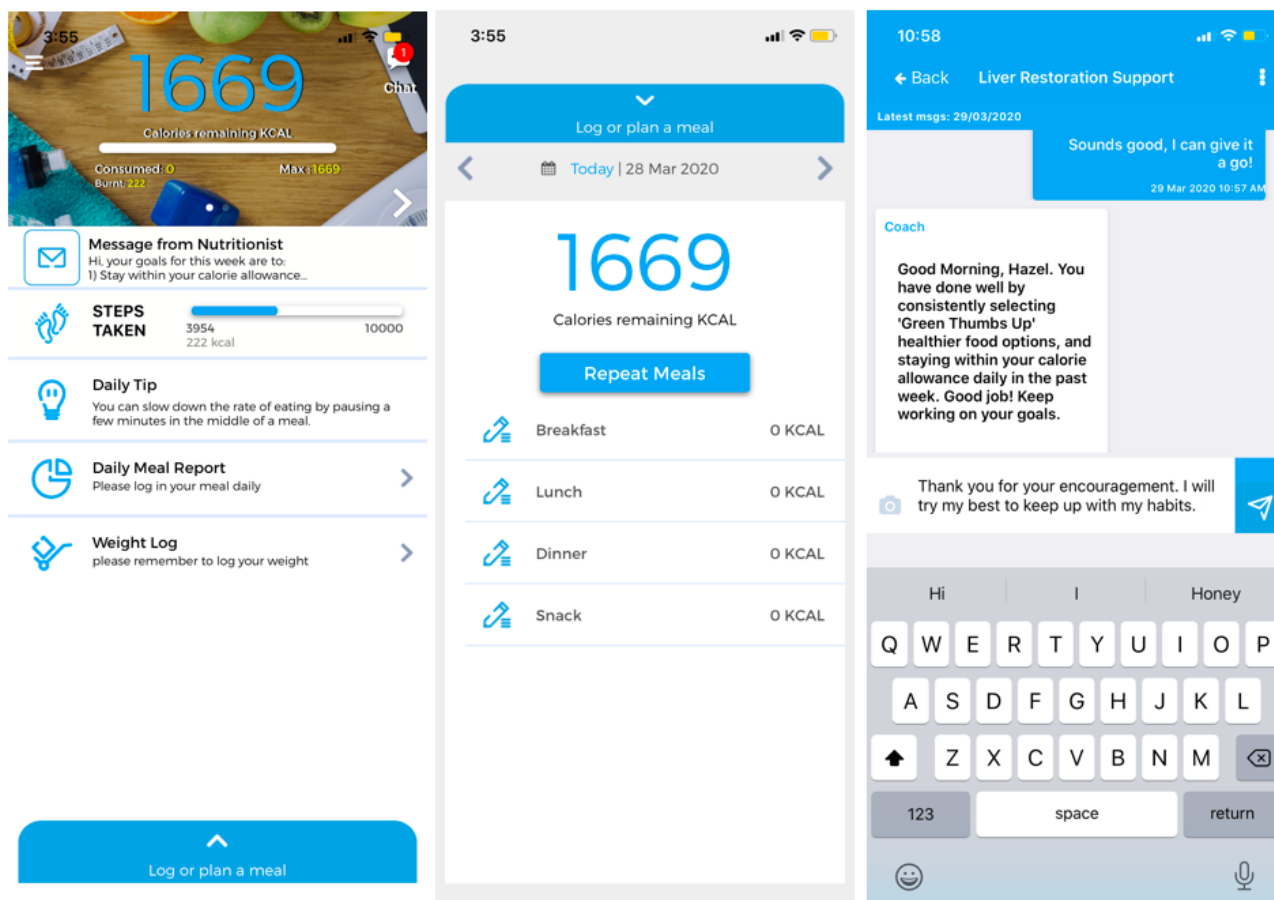 3:55
1
Chat
1669
Calories remaining KCAL
Consumed: 0
Max : 1669
Burnt: 222
Message from Nutritionist
Hi, your goals for this week are to:
1) Stay within your calorie allowance...
STEPS
TAKEN
3954
10000
222 kcal
Daily Tip
You can slow down the rate of eating by pausing a
few minutes in the middle of a meal.
Daily Meal Report
Please log in your meal daily
Weight Log
please remember to log your weight
Log or plan a meal
3:55
Log or plan a meal
Today | 28 Mar 2020
1669
Calories remaining KCAL
Repeat Meals
Breakfast 0 KCAL
Lunch 0 KCAL
Dinner 0 KCAL
Snack 0 KCAL
10:58
Back Liver Restoration Support
Latest msgs: 29/03/2020
Sounds good, I can give it
a go!
29 Mar 2020 10:57 AM
Coach
Good Morning, Hazel. You
have done well by
consistently selecting
'Green Thumbs Up'
healthier food options, and
staying within your calorie
allowance daily in the past
week. Good job! Keep
working on your goals.
Thank you for your encouragement. I will
try my best to keep up with my habits.
Hi I Honey
Q W E R T Y U I O P
A S D F G H J K L
Z X C V B N M
123 space return